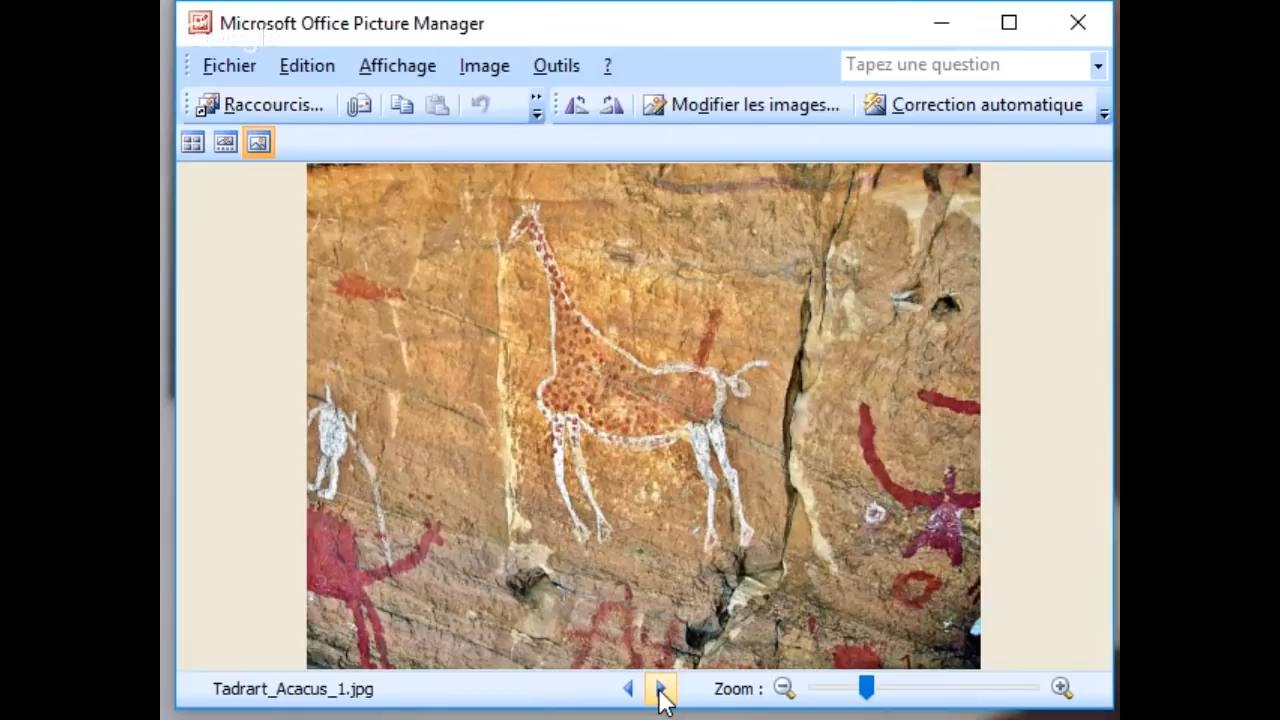 Microsoft Office Picture Manager
Fichier Edition Affichage Image Outils ?
Tapez une question
Raccourcis... Modifier les images... Correction automatique
Tadrart_Acacus_1.jpg
Zoom :